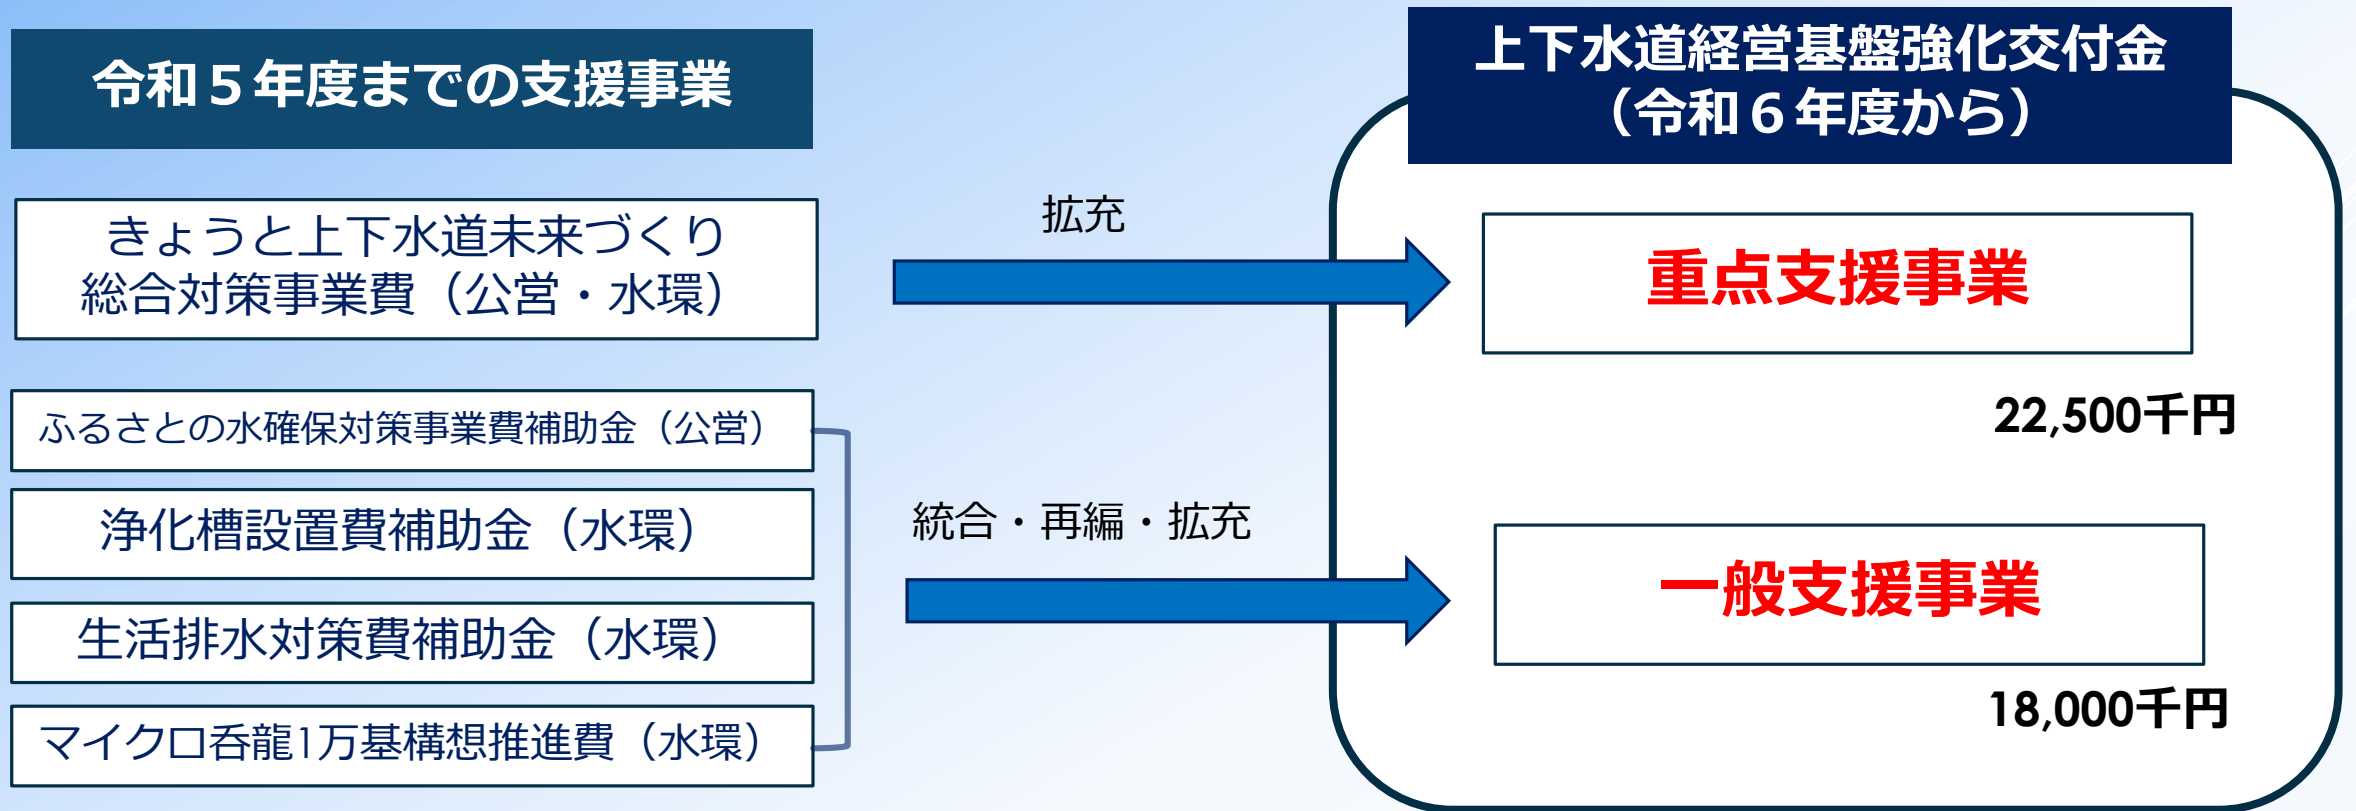 令和５年度までの支援事業
きょうと上下水道未来づくり
総合対策事業費（公営・水環）
ふるさとの水確保対策事業費補助金（公営）
浄化槽設置費補助金（水環）
生活排水対策費補助金（水環）
マイクロ呑龍1万基構想推進費（水環）
拡充
統合・再編・拡充
上下水道経営基盤強化交付金
（令和６年度から）
重点支援事業
22,500千円
一般支援事業
18,000千円